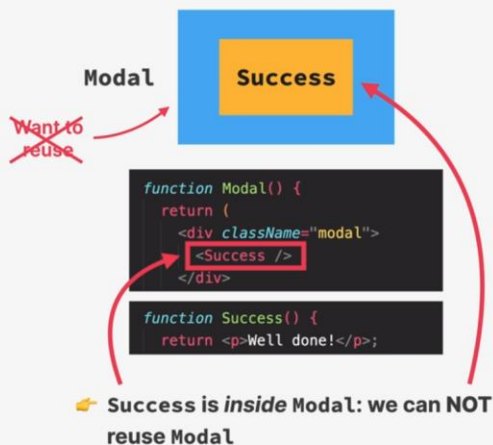 Modal
Success
Want to
reuse
function Modal() {
return (
<div className="modal">
<Success />
</div>
function Success() {
return <p>Well done!</p>;
👉 Success is inside Modal: we can NOT
reuse Modal